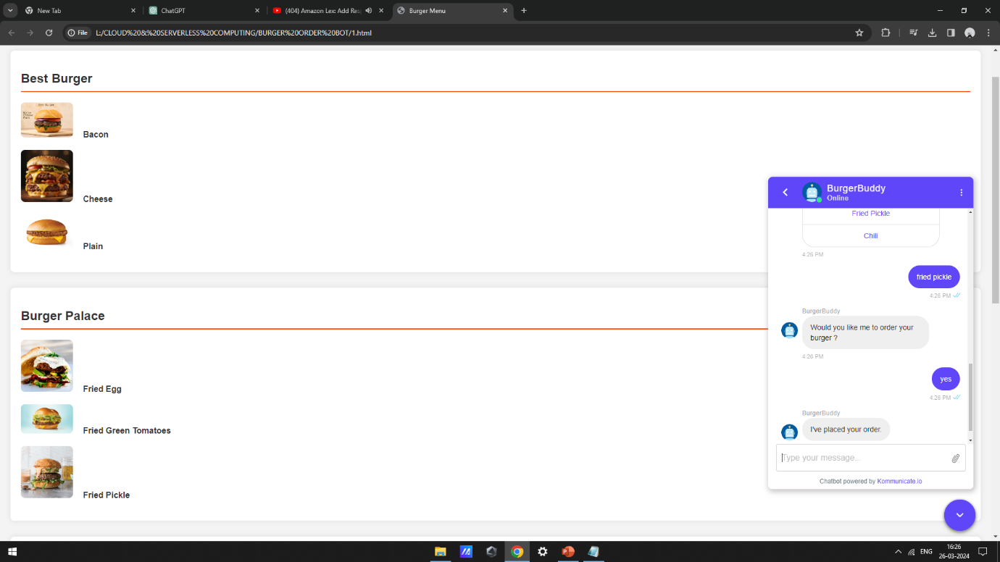 New Tab
ChatGPT
(404) Amazon Lex: Add Res
Burger Menu
File
L:/CLOUD%20&%20SERVERLESS%20COMPUTING/BURGER%20ORDER%20BOT/1.html
Best Burger
Bacon
Cheese
Plain
Burger Palace
Fried Egg
Fried Green Tomatoes
Fried Pickle
BurgerBuddy
Online
Fried Pickle
Chili
4:26 PM
fried pickle
4:26 PM
BurgerBuddy
Would you like me to order your
burger ?
4:26 PM
yes
4:26 PM
BurgerBuddy
I've placed your order.
Type your message...
Chatbot powered by Kommunicate.io
ENG
16:26
26-03-2024